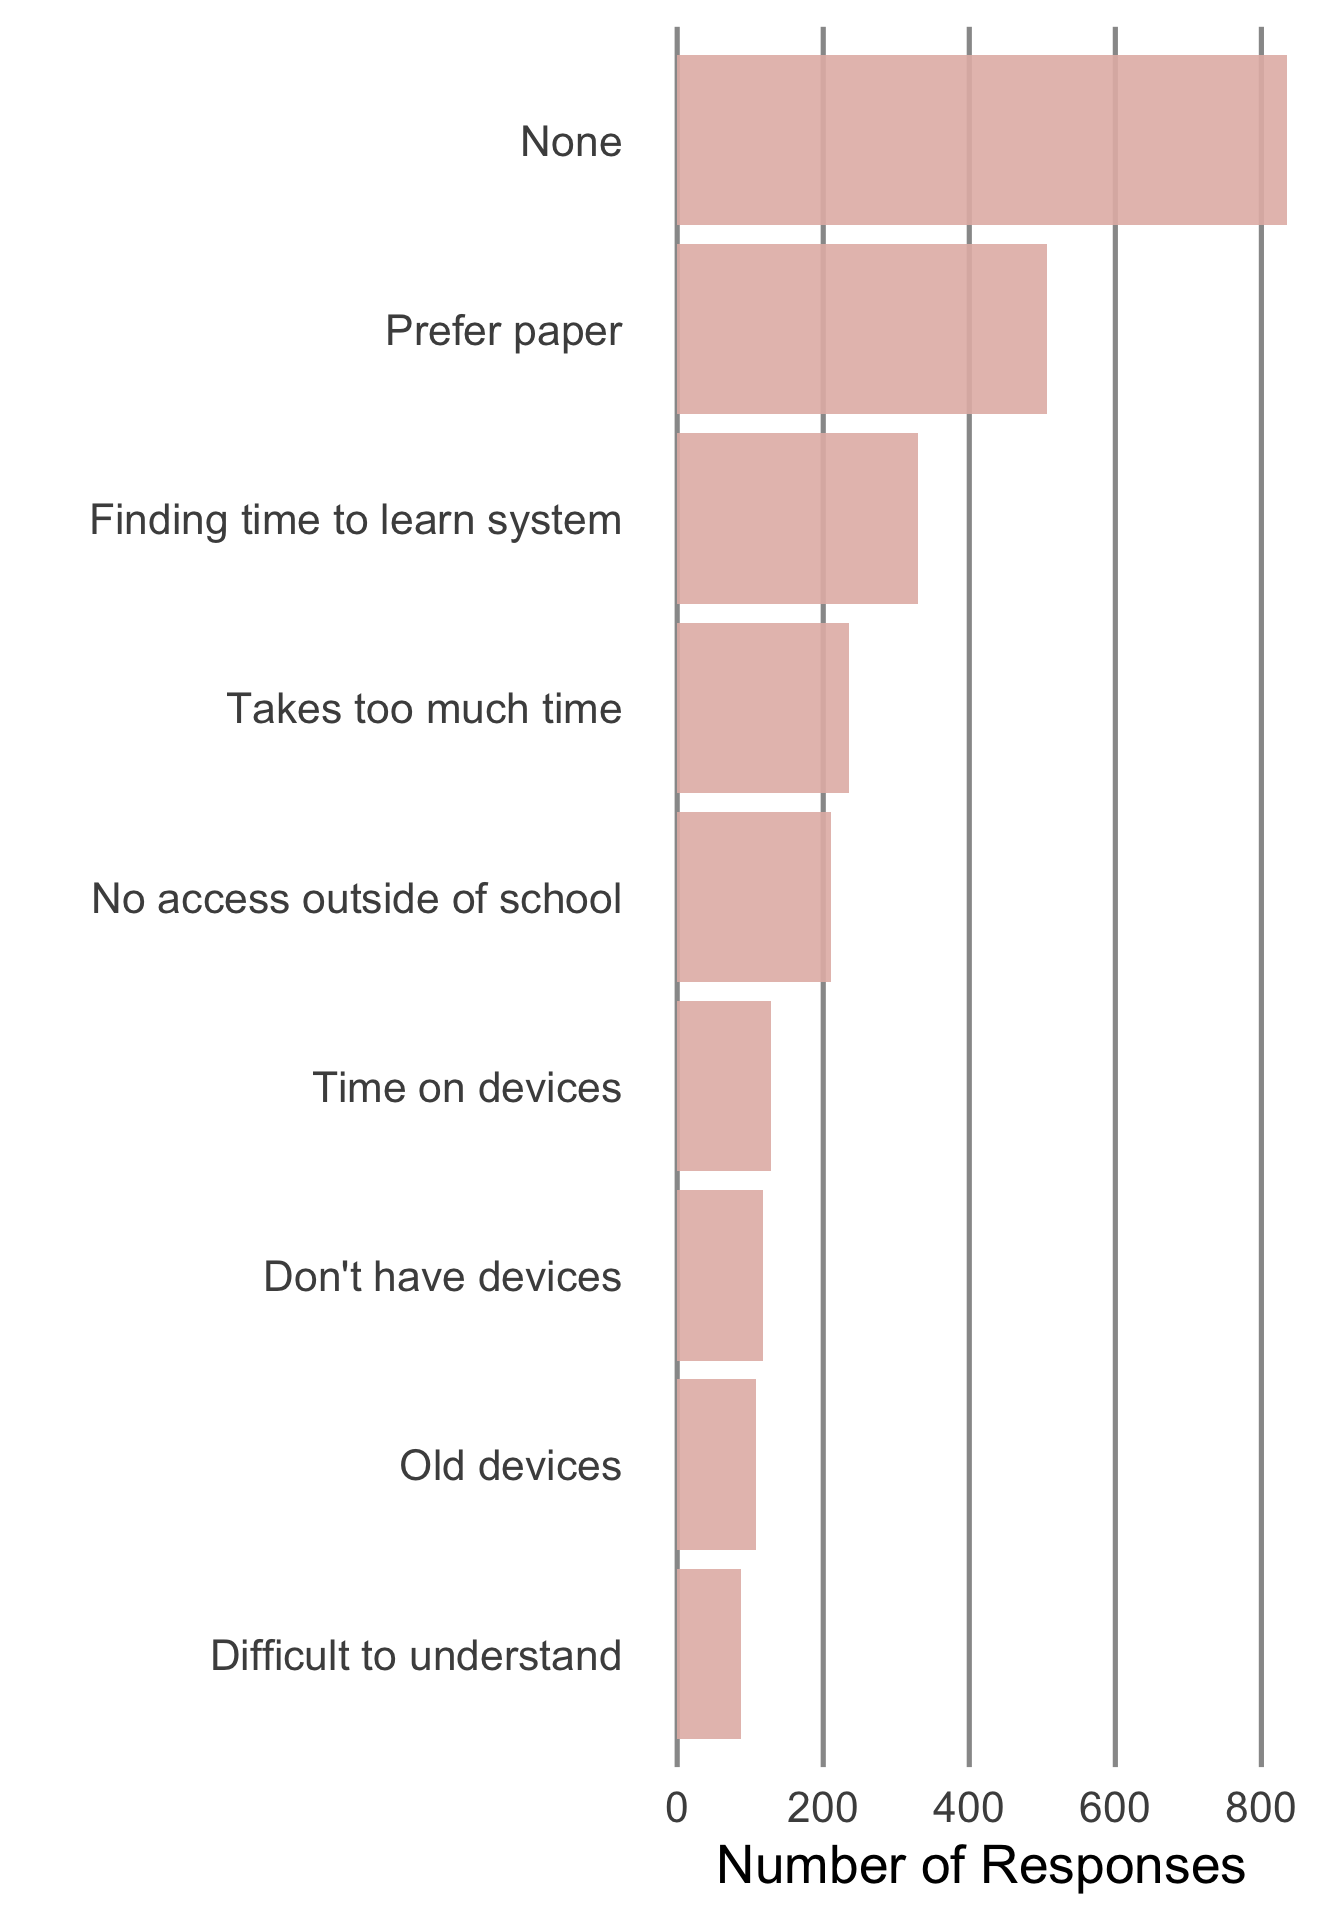 None
Prefer paper
Finding time to learn system
Takes too much time
No access outside of school
Time on devices
Don't have devices
Old devices
Difficult to understand
0 200 400 600 800
Number of Responses